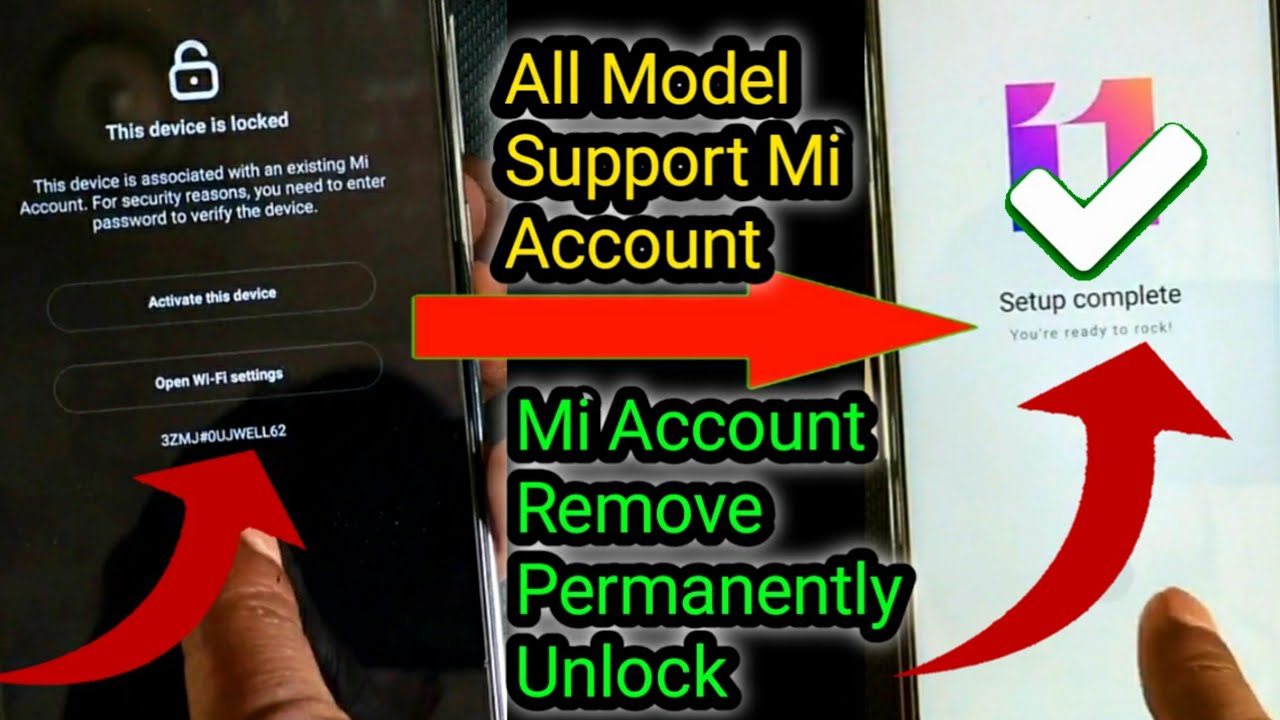 This device is locked
This device is associated with an existing Mi
Account. For security reasons, you need to enter
password to verify the device.
Activate this device
Open Wi-Fi settings
3ZMJ#0UJWELL62
All Model
Support Mi
Account
Mi Account
Remove
Permanently
Unlock
11
Setup complete
You're ready to rock!